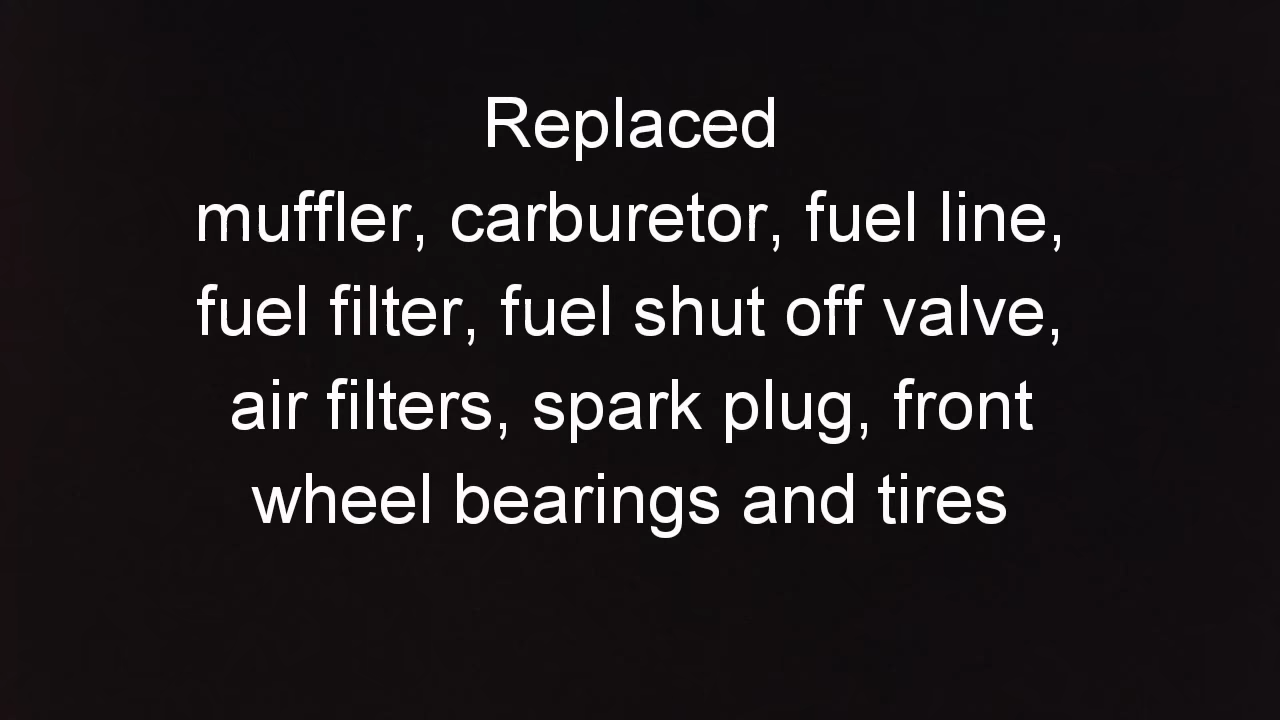 Replaced
muffler, carburetor, fuel line,
fuel filter, fuel shut off valve,
air filters, spark plug, front
wheel bearings and tires